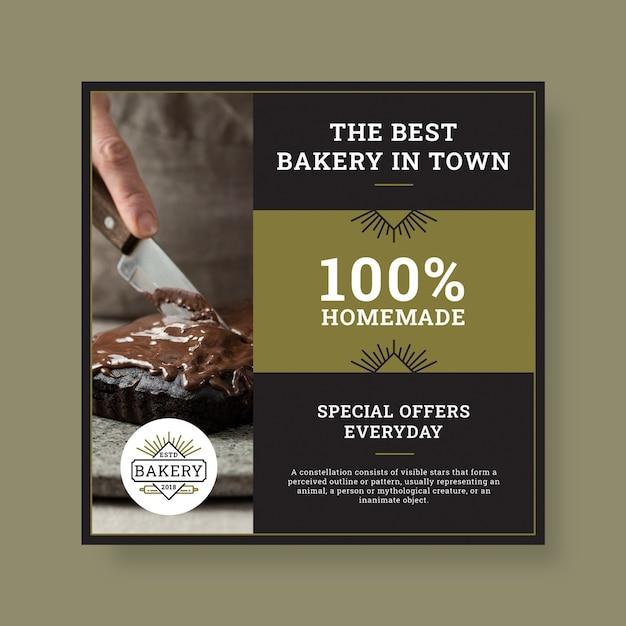 THE BEST
BAKERY IN TOWN
100%
HOMEMADE
SPECIAL OFFERS
EVERYDAY
A constellation consists of visible stars that form a
perceived outline or pattern, usually representing an
animal, a person or mythological creature, or an
inanimate object.
ESTD
BAKERY
2018